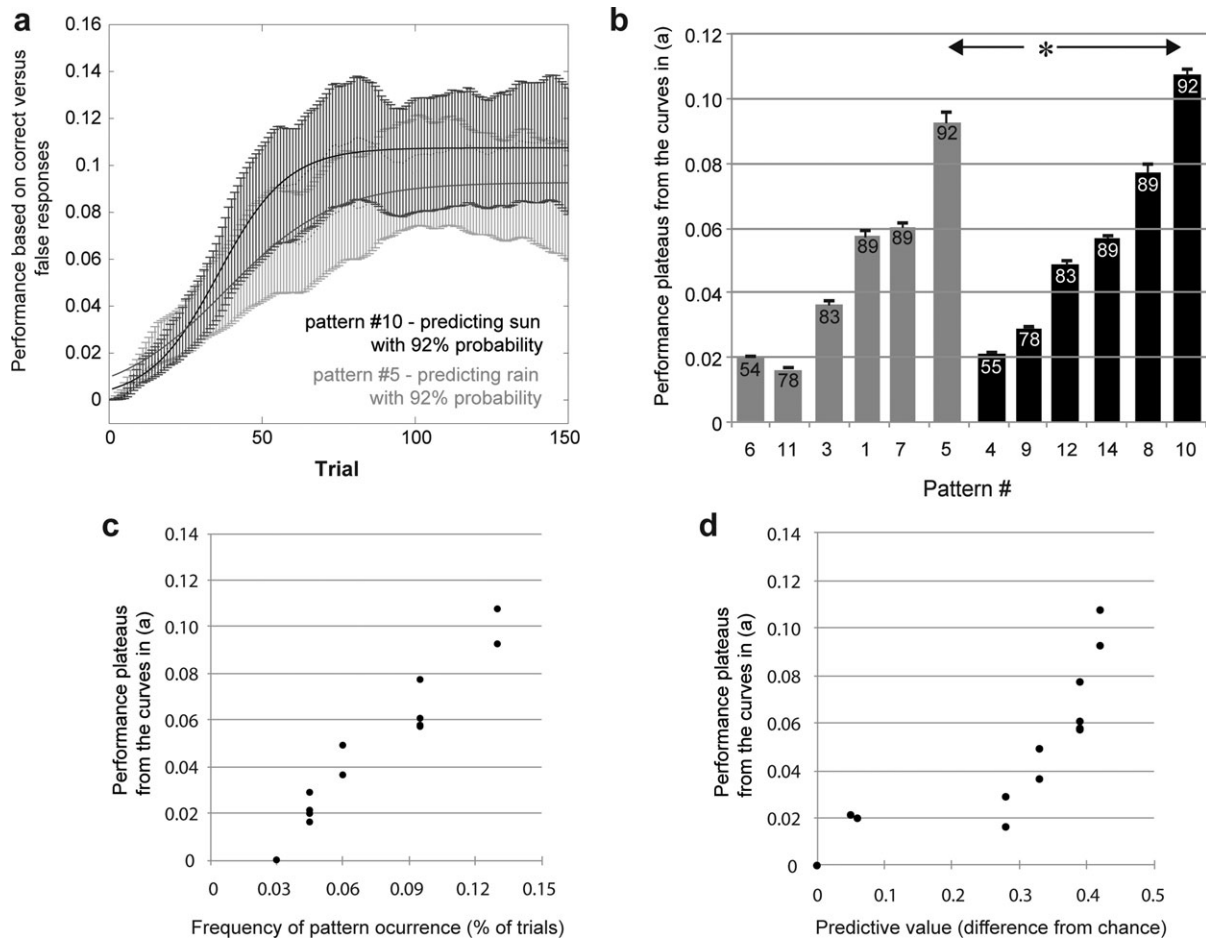 a
Performance based on correct versus
false responses
0.16
0.14
0.12
0.1
0.08
0.06
0.04
0.02
0
pattern #10 - predicting sun
with 92% probability
pattern #5 - predicting rain
with 92% probability
0 50 100 150
Trial
b
Performance plateaus from the curves in (a)
0.12
0.10
0.08
0.06
0.04
0.02
0
*
54 78 83 89 89 92 55 78 83 89 89 92
6 11 3 1 7 5 4 9 12 14 8 10
Pattern #
c
Performance plateaus
from the curves in (a)
0.14
0.12
0.10
0.08
0.06
0.04
0.02
0
0 0.03 0.06 0.09 0.12 0.15
Frequency of pattern ocurrence (% of trials)
d
Performance plateaus
from the curves in (a)
0.14
0.12
0.10
0.08
0.06
0.04
0.02
0
0 0.1 0.2 0.3 0.4 0.5
Predictive value (difference from chance)